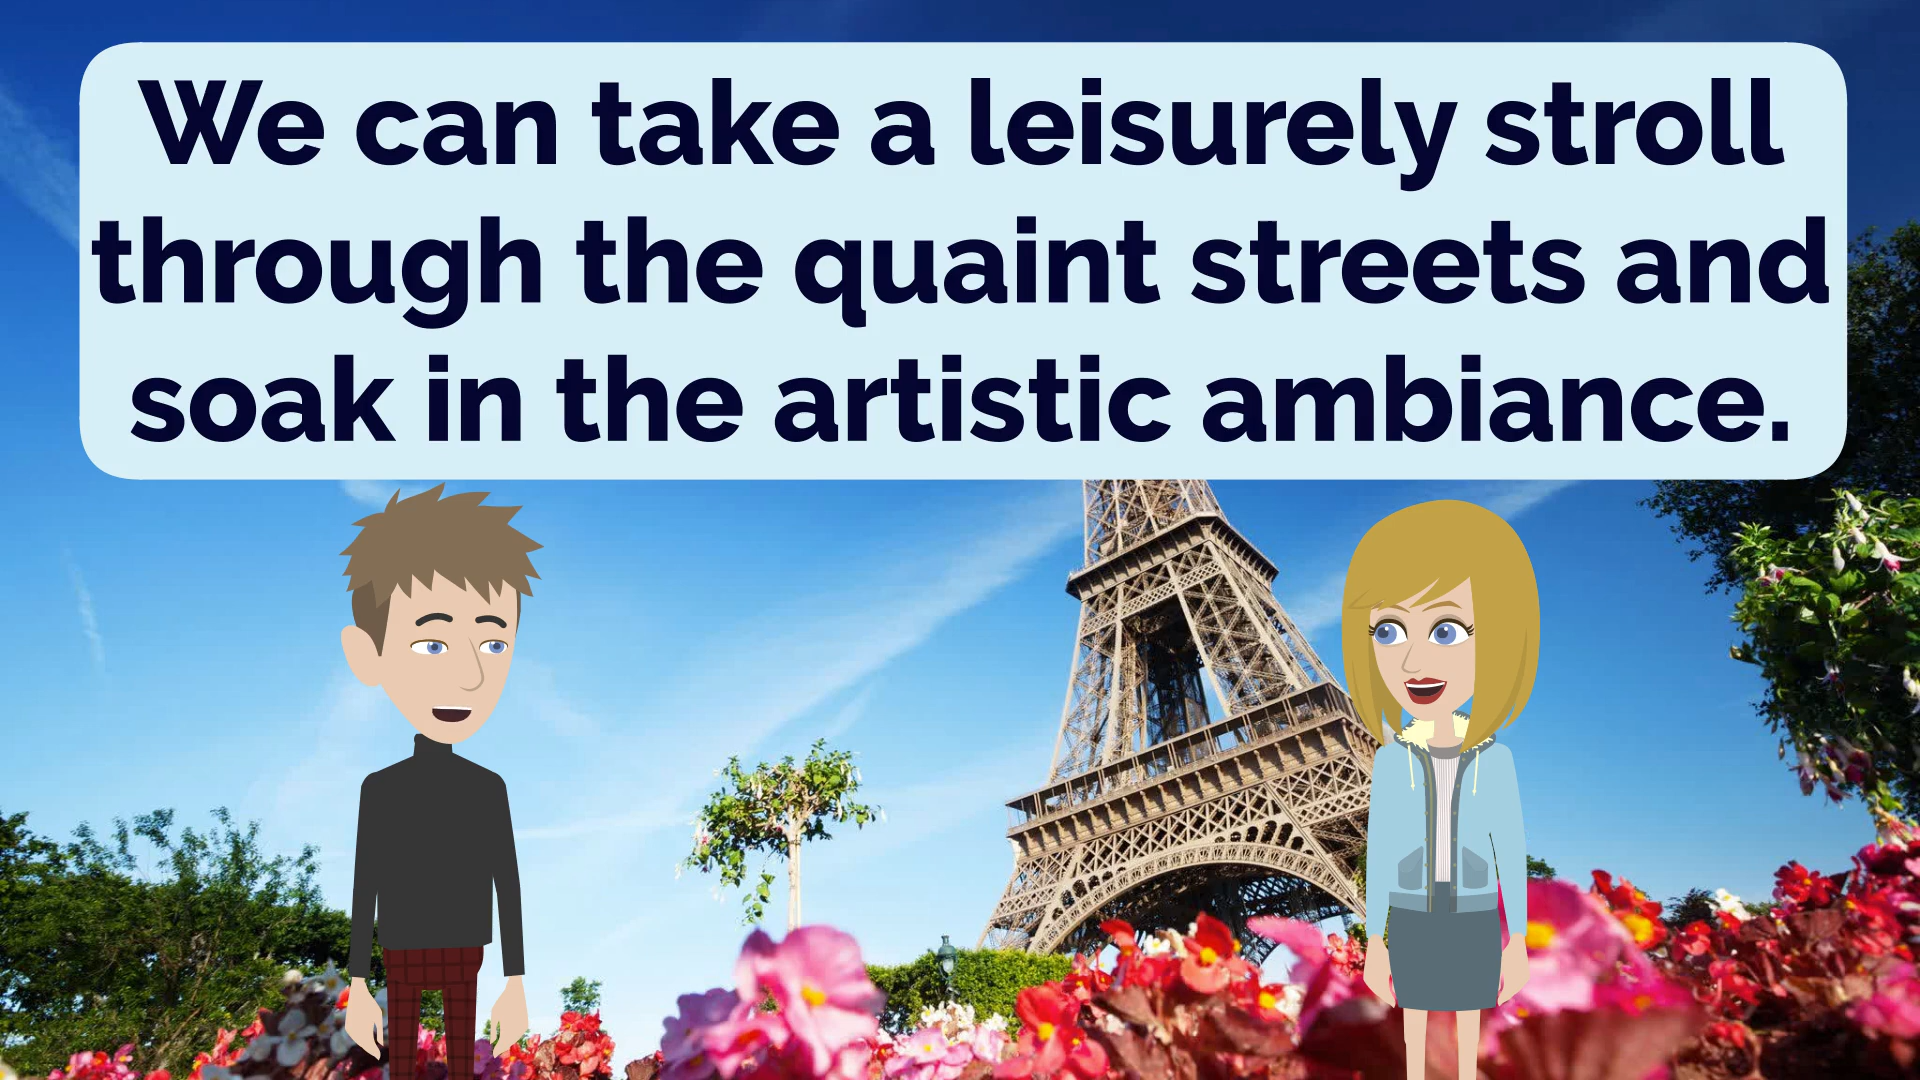 We can take a leisurely stroll
through the quaint streets and
soak in the artistic ambiance.